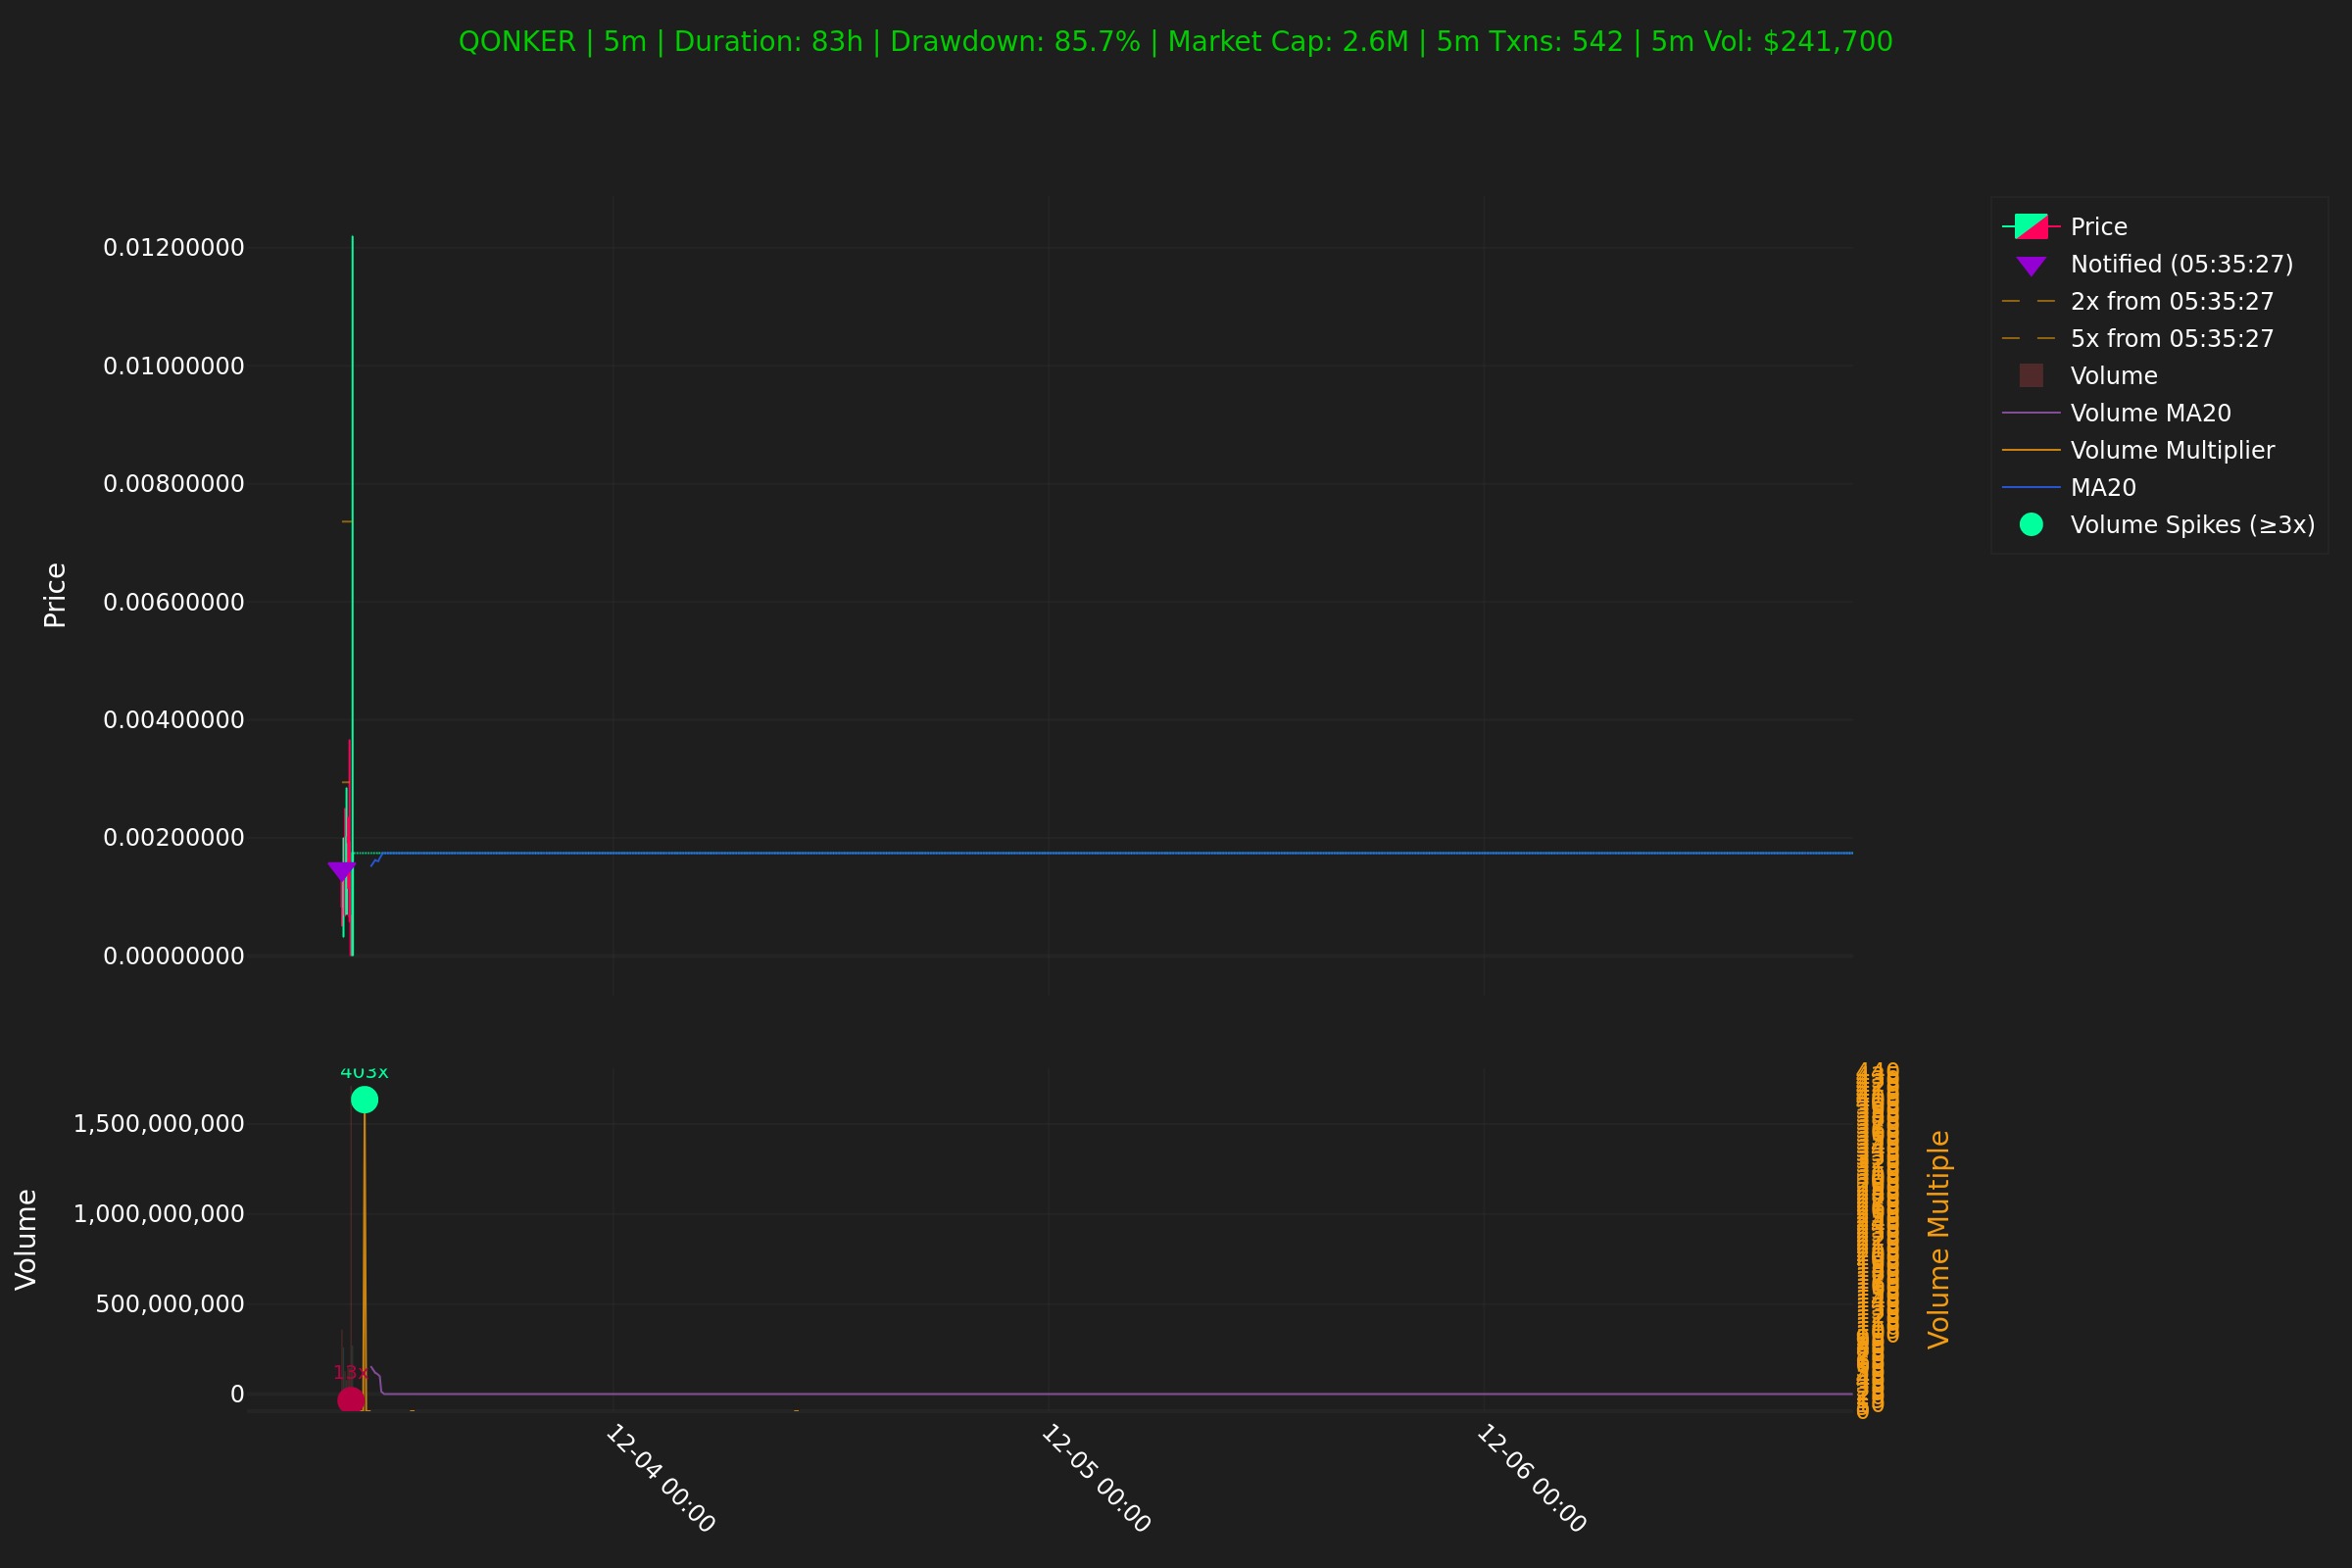 QONKER | 5m | Duration: 83h | Drawdown: 85.7% | Market Cap: 2.6M | 5m Txns: 542 | 5m Vol: $241,700
Price
0.01200000
0.01000000
0.00800000
0.00600000
0.00400000
0.00200000
0.00000000
Price
Notified (05:35:27)
2x from 05:35:27
5x from 05:35:27
Volume
Volume MA20
Volume Multiplier
MA20
Volume Spikes (≥3x)
Volume
1,500,000,000
1,000,000,000
500,000,000
0
403x
13x
Volume Multiple
12-04 00:00
12-05 00:00
12-06 00:00